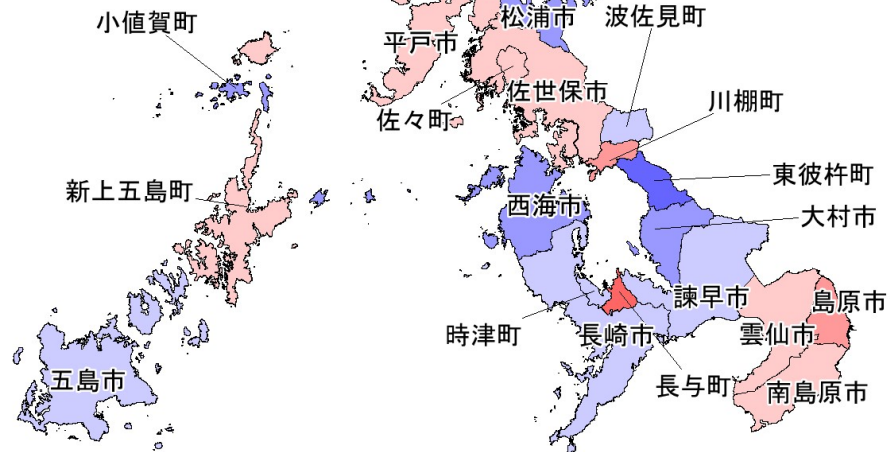 小値賀町
平戸市
松浦市
波佐見町
佐世保市
佐々町
川棚町
東彼杵町
新上五島町
西海市
大村市
諫早市
島原市
時津町
長崎市
雲仙市
五島市
長与町
南島原市